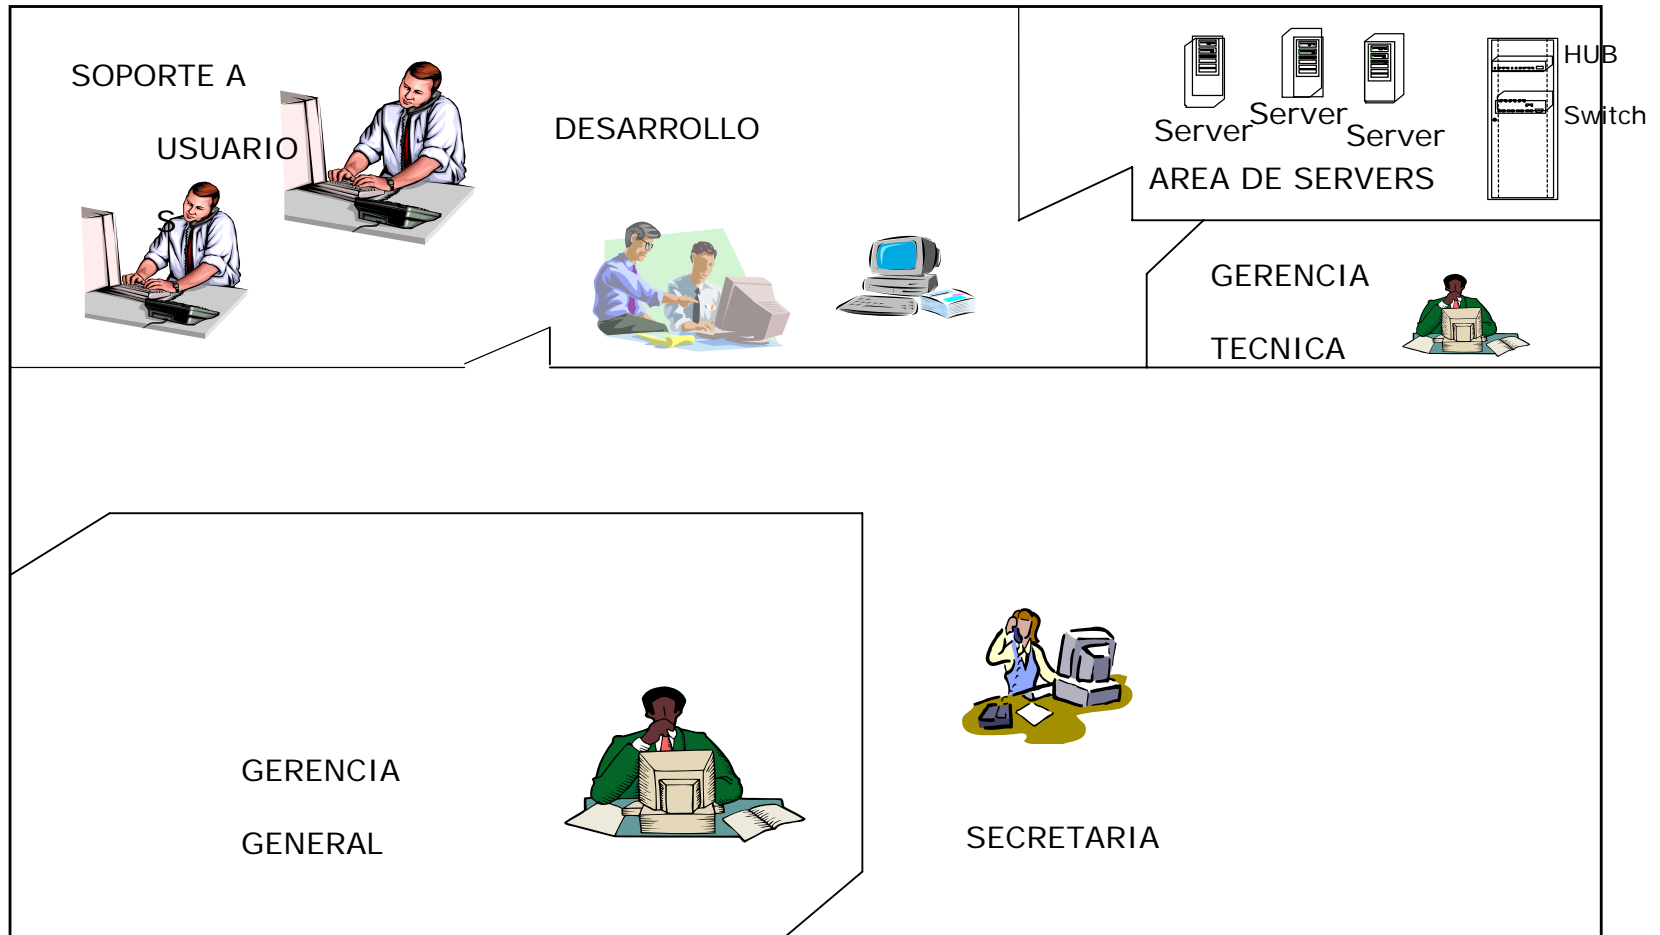 SOPORTE A
USUARIO
S
DESARROLLO
Server
Server
Server
HUB
Switch
AREA DE SERVERS
GERENCIA
TECNICA
GERENCIA
GENERAL
SECRETARIA